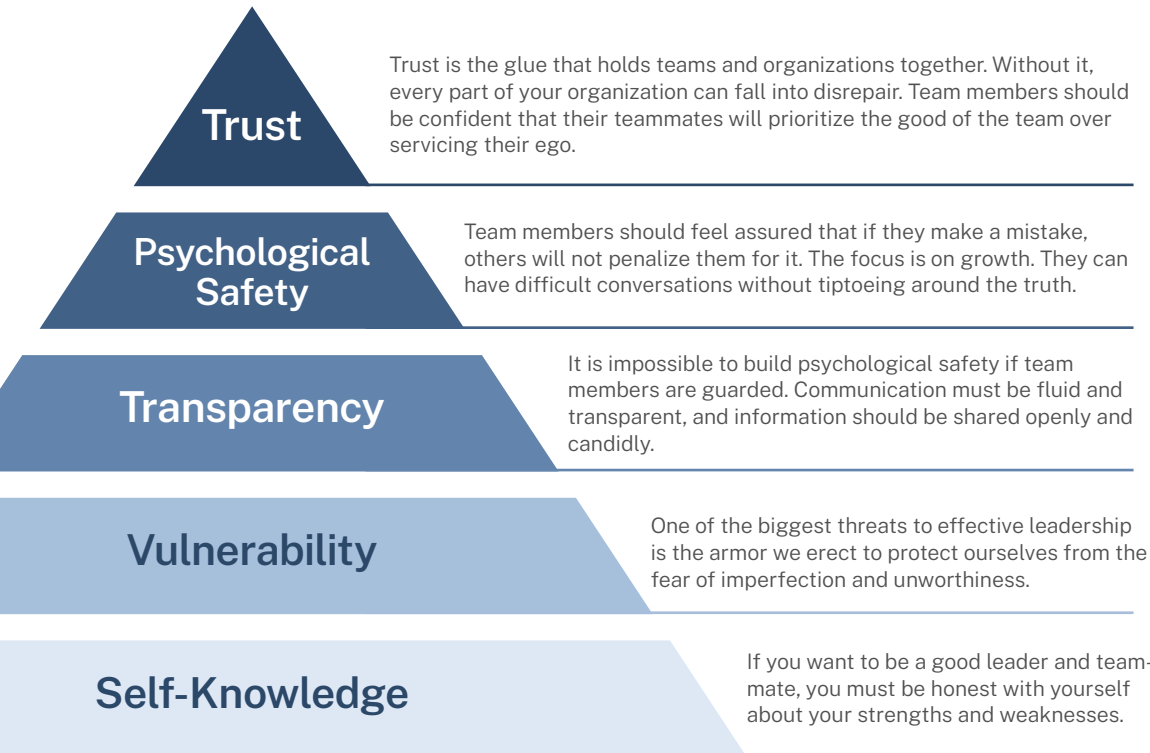 Trust
Trust is the glue that holds teams and organizations together. Without it,
every part of your organization can fall into disrepair. Team members should
be confident that their teammates will prioritize the good of the team over
servicing their ego.
Psychological
Safety
Team members should feel assured that if they make a mistake,
others will not penalize them for it. The focus is on growth. They can
have difficult conversations without tiptoeing around the truth.
Transparency
It is impossible to build psychological safety if team
members are guarded. Communication must be fluid and
transparent, and information should be shared openly and
candidly.
Vulnerability
One of the biggest threats to effective leadership
is the armor we erect to protect ourselves from the
fear of imperfection and unworthiness.
Self-Knowledge
If you want to be a good leader and team-
mate, you must be honest with yourself
about your strengths and weaknesses.